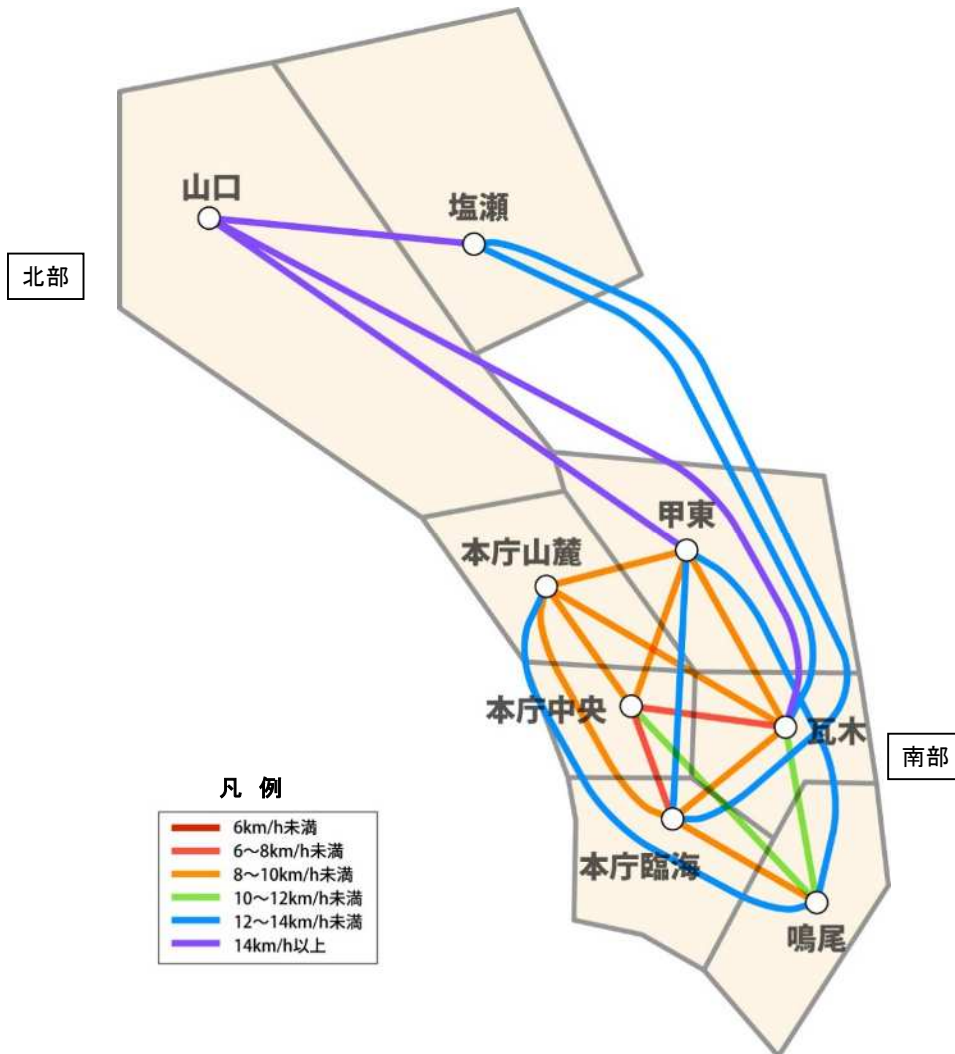 山口
塩瀬
北部
甲東
本庁山麓
本庁中央
瓦木
南部
本庁臨海
鳴尾
凡 例
6km/h未満
6～8km/h未満
8～10km/h未満
10～12km/h未満
12～14km/h未満
14km/h以上